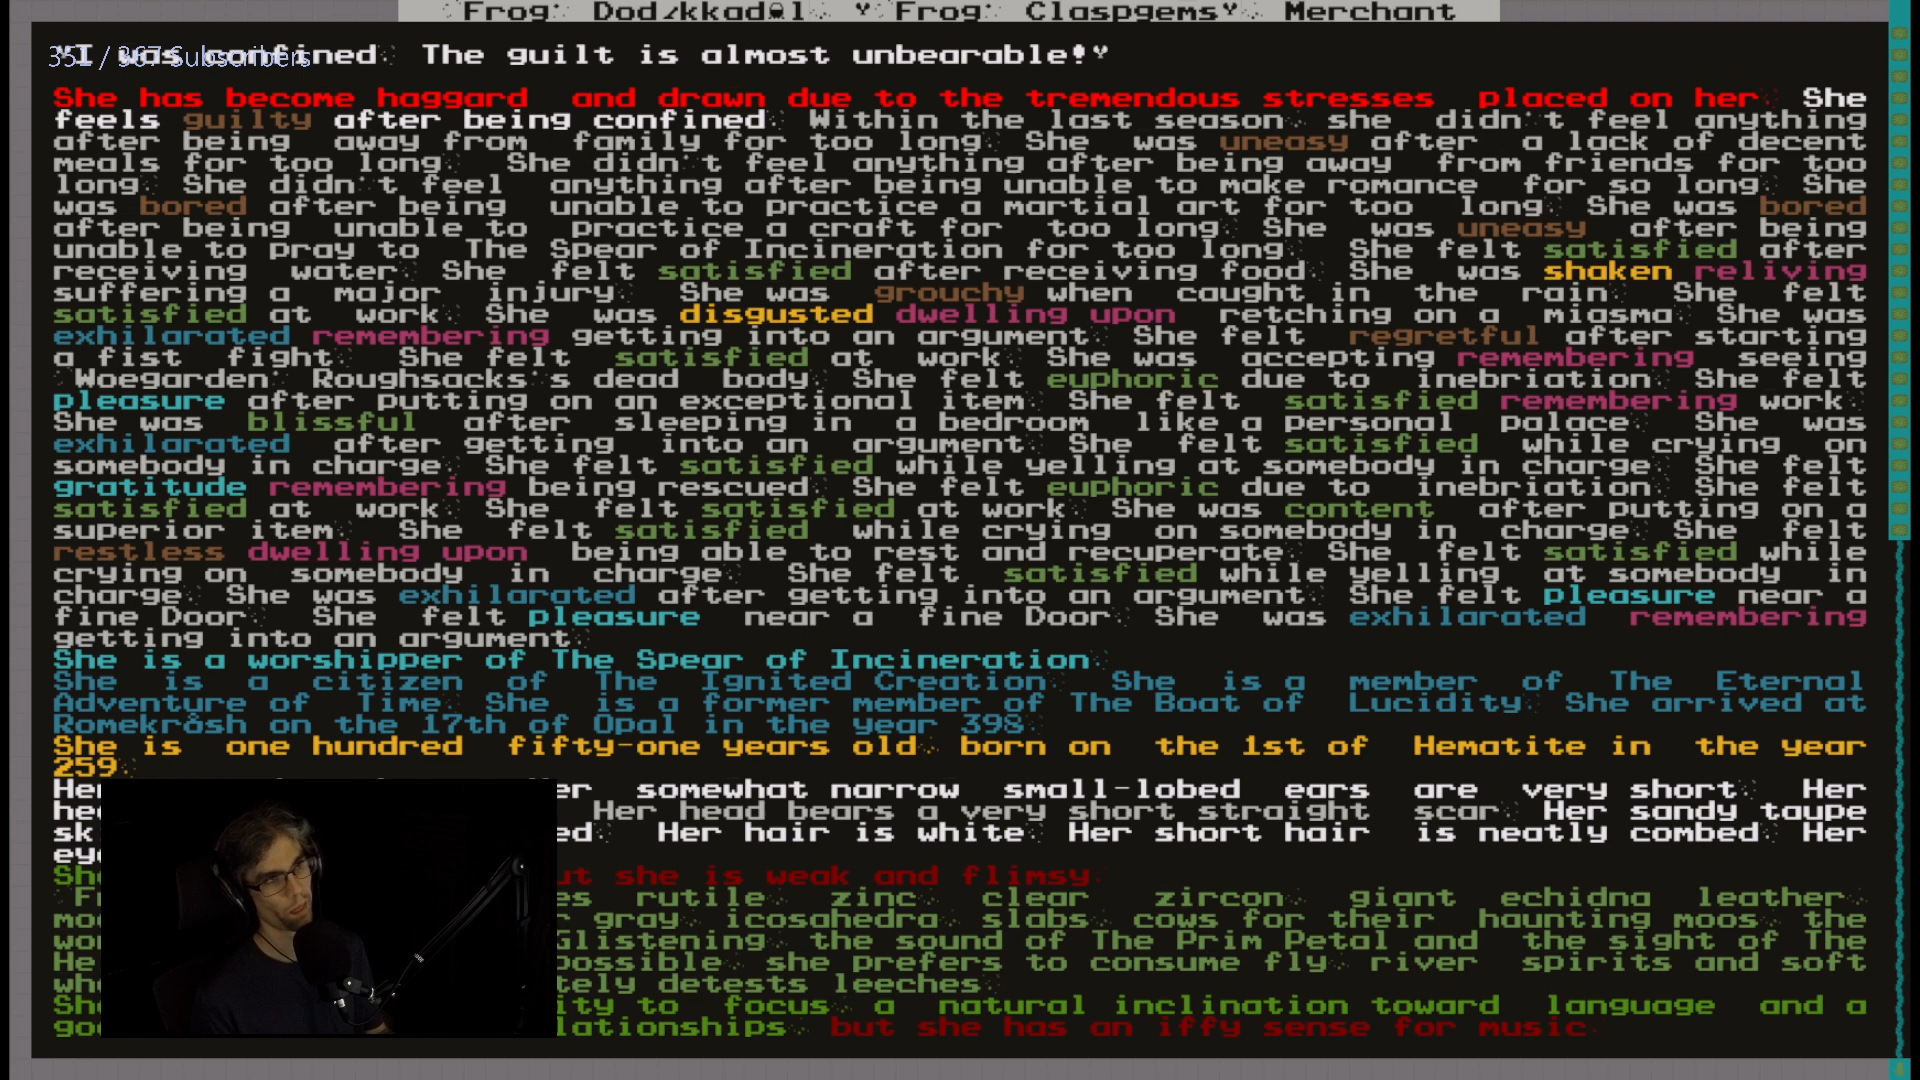 Frog Claspgems Merchant
351 / 367 Subscribers
"I was confined. The guilt is almost unbearable!"
She has become haggard and drawn due to the tremendous stresses placed on her. She
feels guilty after being confined. Within the last season, she didn't feel anything
after being away from family for too long. She was uneasy after a lack of decent
meals for too long. She didn't feel anything after being away from friends for too
long. She didn't feel anything after being unable to make romance for so long. She
was bored after being unable to practice a martial art for too long. She was bored
after being unable to practice a craft for too long. She was uneasy after being
unable to pray to The Spear of Incineration for too long. She felt satisfied after
receiving water. She felt satisfied after receiving food. She was shaken reliving
suffering a major injury. She was grouchy when caught in the rain. She felt
satisfied at work. She was disgusted dwelling upon retching on a miasma. She was
exhilarated remembering getting into an argument. She felt regretful after starting
a fist fight. She felt satisfied at work. She was accepting remembering seeing
Woegarden Roughsacks's dead body. She felt euphoric due to inebriation. She felt
pleasure after putting on an exceptional item. She felt satisfied remembering work.
She was blissful after sleeping in a bedroom like a personal palace. She was
exhilarated after getting into an argument. She felt satisfied while crying on
somebody in charge. She felt satisfied while yelling at somebody in charge. She felt
gratitude remembering being rescued. She felt euphoric due to inebriation. She felt
satisfied at work. She felt satisfied at work. She was content after putting on a
superior item. She felt satisfied while crying on somebody in charge. She felt
restless dwelling upon being able to rest and recuperate. She felt satisfied while
crying on somebody in charge. She felt satisfied while yelling at somebody in
charge. She was exhilarated after getting into an argument. She felt pleasure near a
fine Door. She felt pleasure near a fine Door. She was exhilarated remembering
getting into an argument.
She is a worshipper of The Spear of Incineration.
She is a citizen of The Ignited Creation. She is a member of The Eternal
Adventure of Time. She is a former member of The Boat of Lucidity. She arrived at
Romekrôsh on the 17th of Opal in the year 398.
She is one hundred fifty-one years old, born on the 1st of Hematite in the year
259.
Her somewhat narrow small-lobed ears are very short. Her
Her head bears a very short straight scar. Her sandy taupe
Her hair is white. Her short hair is neatly combed. Her
but she is weak and flimsy.
rutile, zinc, clear zircon, giant echidna leather,
gray, icosahedra, slabs, cows for their haunting moos, the
Glistening, the sound of The Prim Petal and the sight of The
possible, she prefers to consume fly, river spirits and soft
detests leeches.
to focus, a natural inclination toward language and a
but she has an iffy sense for music.